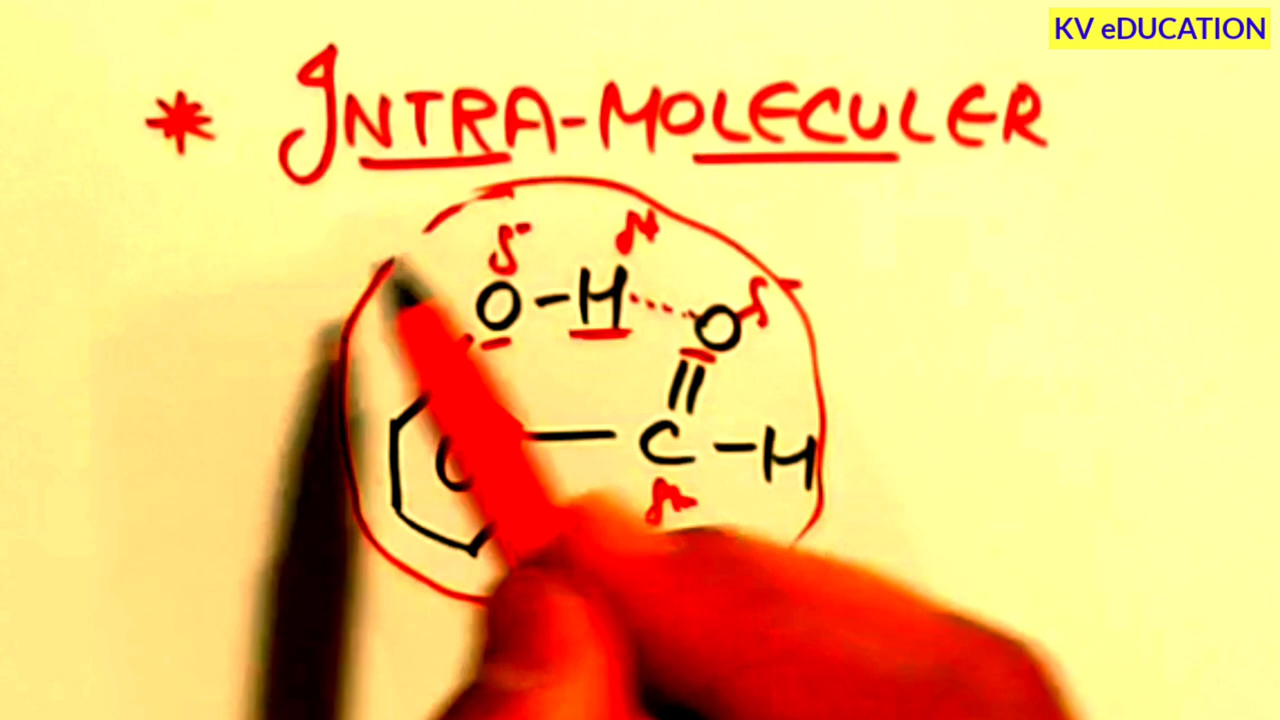 KV eDUCATION
* INTRA-MOLECULER
δ- δ+
O-H.....O δ-
C-H